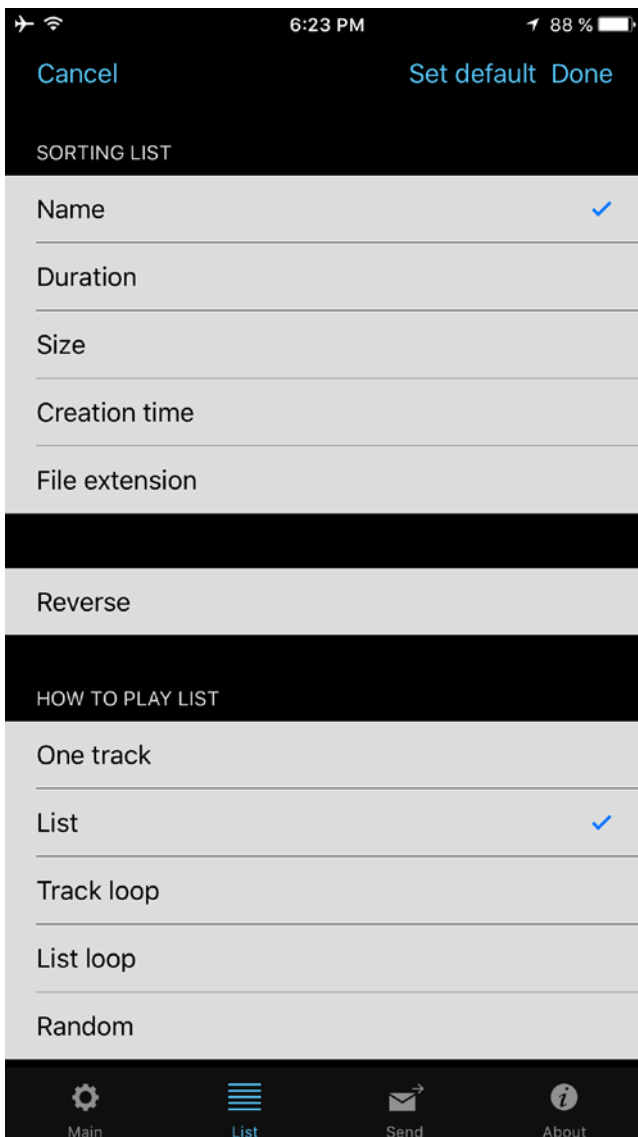 6:23 PM
88 %
Cancel Set default Done
SORTING LIST
Name
Duration
Size
Creation time
File extension
Reverse
HOW TO PLAY LIST
One track
List
Track loop
List loop
Random
Main List Send About